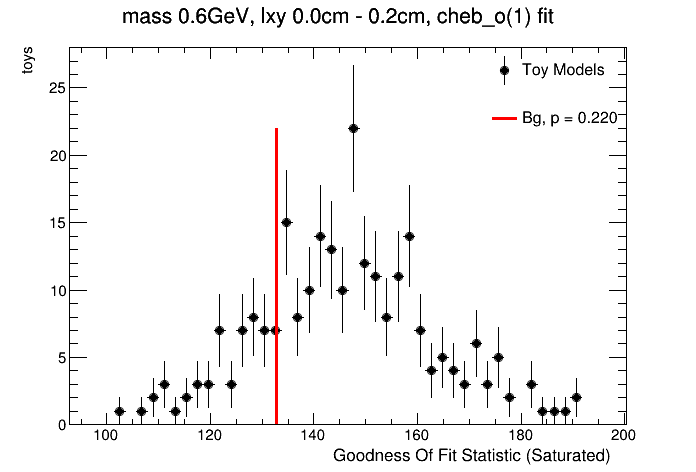 mass 0.6GeV, lxy 0.0cm - 0.2cm, cheb_o(1) fit
toys
Toy Models
Bg, p = 0.220
25
20
15
10
5
0
100 120 140 160 180 200
Goodness Of Fit Statistic (Saturated)